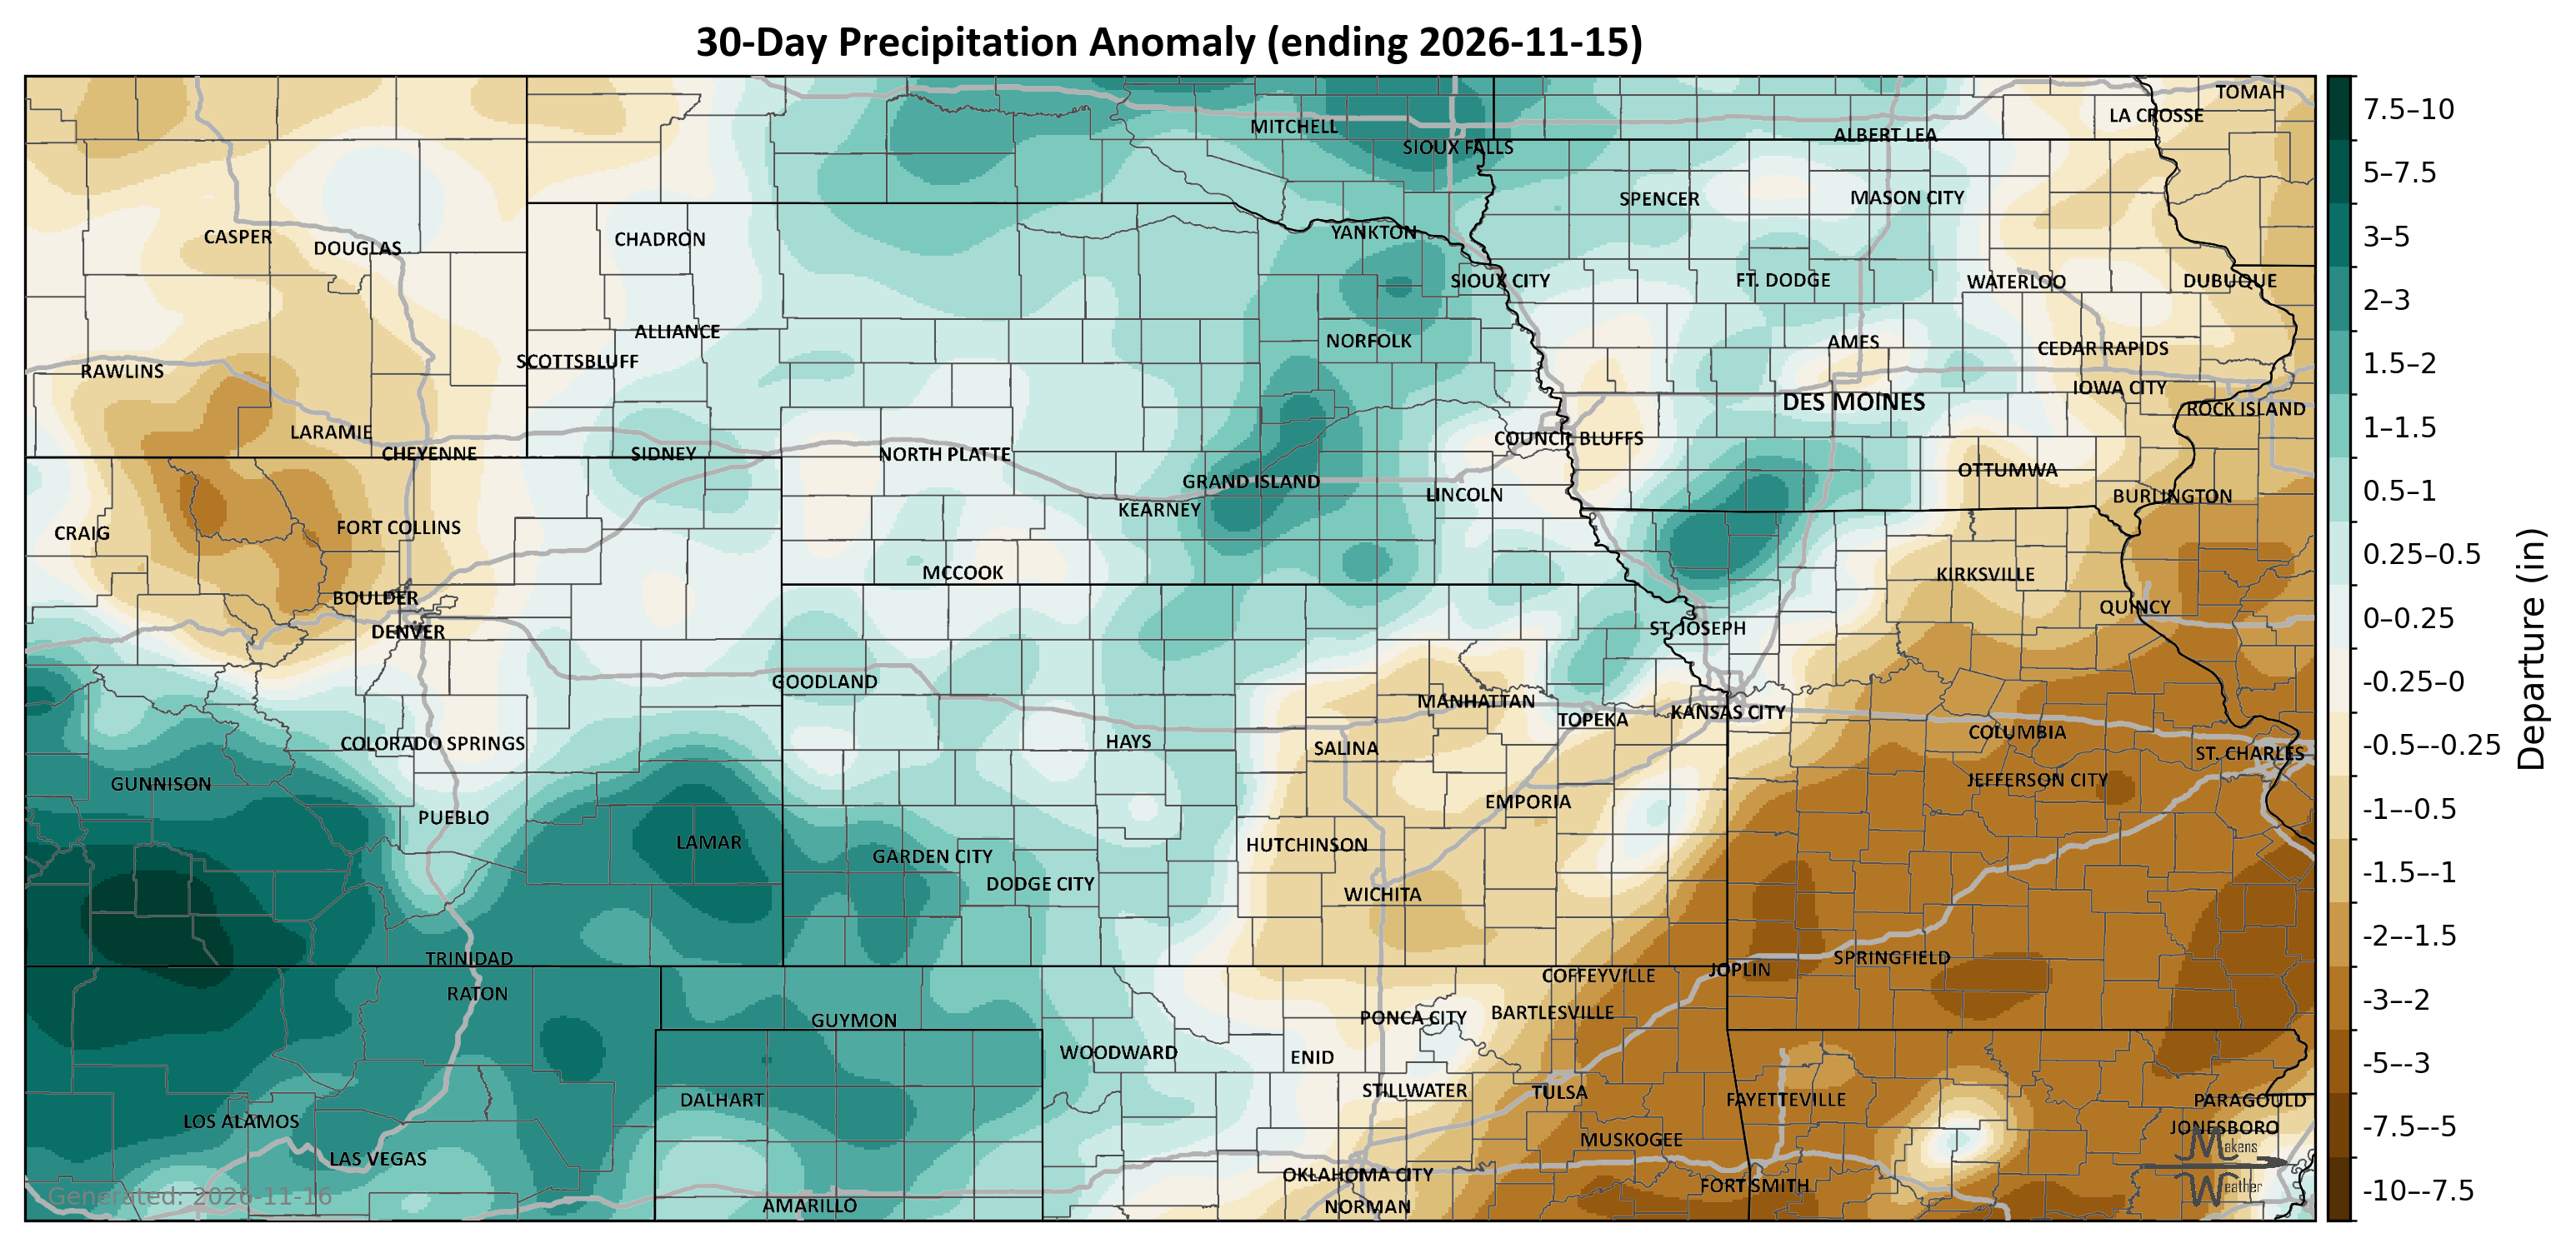 30-Day Precipitation Anomaly (ending 2026-11-15)
TOMAH
LA CROSSE
MITCHELL
ALBERT LEA
SIOUX FALLS
SPENCER
MASON CITY
CASPER
DOUGLAS
CHADRON
YANKTON
SIOUX CITY
FT. DODGE
WATERLOO
DUBUQUE
ALLIANCE
NORFOLK
AMES
CEDAR RAPIDS
SCOTTSBLUFF
RAWLINS
IOWA CITY
DES MOINES
ROCK ISLAND
LARAMIE
COUNCIL BLUFFS
CHEYENNE
SIDNEY
NORTH PLATTE
OTTUMWA
GRAND ISLAND
LINCOLN
BURLINGTON
KEARNEY
CRAIG
FORT COLLINS
MCCOOK
KIRKSVILLE
BOULDER
QUINCY
DENVER
ST. JOSEPH
GOODLAND
MANHATTAN
TOPEKA
KANSAS CITY
COLUMBIA
COLORADO SPRINGS
HAYS
SALINA
ST. CHARLES
GUNNISON
JEFFERSON CITY
EMPORIA
PUEBLO
LAMAR
HUTCHINSON
GARDEN CITY
DODGE CITY
WICHITA
TRINIDAD
SPRINGFIELD
JOPLIN
COFFEYVILLE
RATON
GUYMON
PONCA CITY
BARTLESVILLE
WOODWARD
ENID
STILLWATER
TULSA
DALHART
FAYETTEVILLE
PARAGOULD
LOS ALAMOS
JONESBORO
MUSKOGEE
LAS VEGAS
OKLAHOMA CITY
FORT SMITH
AMARILLO
NORMAN
Generated: 2026-11-16
Makens
Weather
7.5–10
5–7.5
3–5
2–3
1.5–2
1–1.5
0.5–1
0.25–0.5
0–0.25
-0.25–0
-0.5–-0.25
-1–-0.5
-1.5–-1
-2–-1.5
-3–-2
-5–-3
-7.5–-5
-10–-7.5
Departure (in)